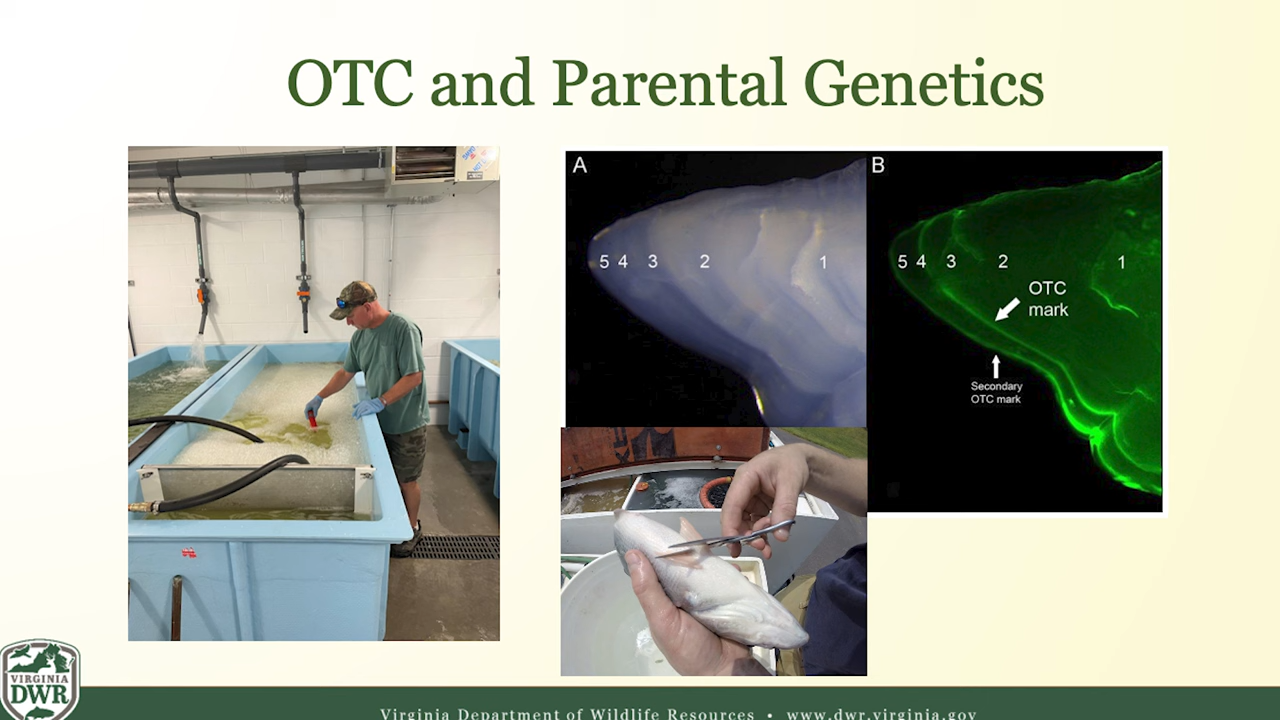 OTC and Parental Genetics
A
B
5 4 3 2 1
5 4 3 2 1
OTC
mark
Secondary
OTC mark
VIRGINIA
DWR
Virginia Department of Wildlife Resources • www.dwr.virginia.gov